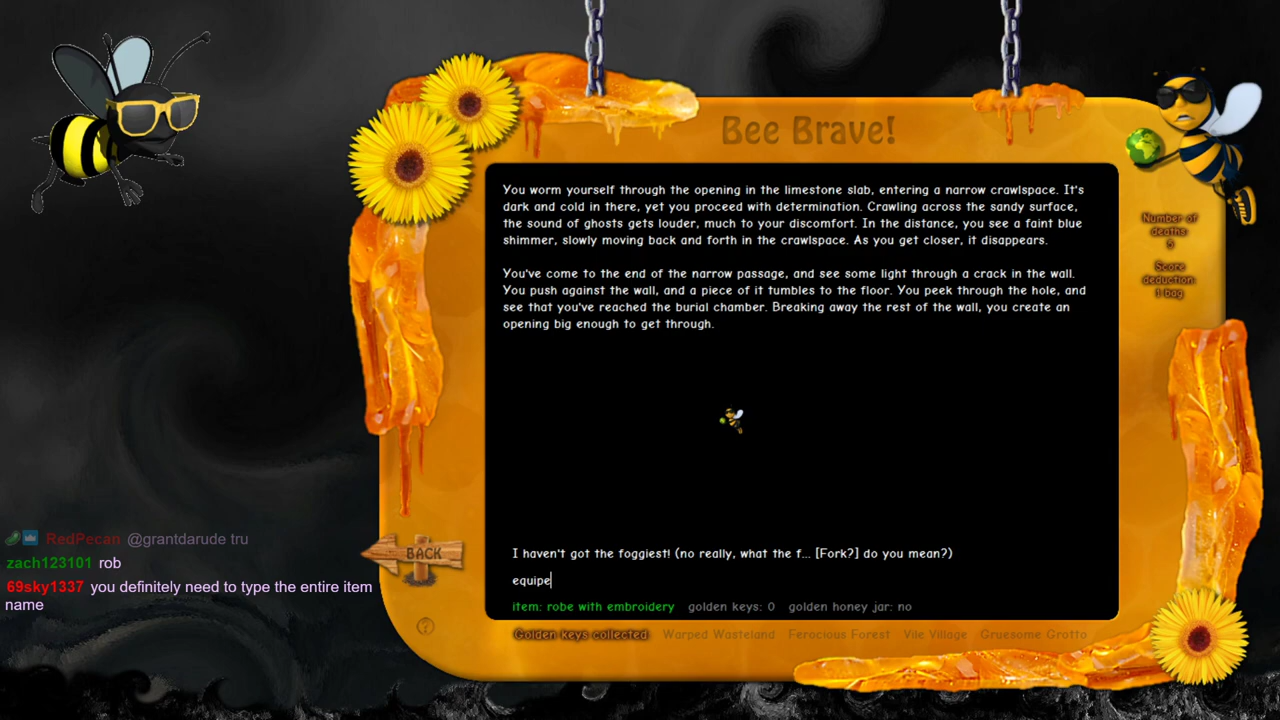 Bee Brave!
You worm yourself through the opening in the limestone slab, entering a narrow crawlspace. It's
dark and cold in there, yet you proceed with determination. Crawling across the sandy surface,
the sound of ghosts gets louder, much to your discomfort. In the distance, you see a faint blue
shimmer, slowly moving back and forth in the crawlspace. As you get closer, it disappears.
You've come to the end of the narrow passage, and see some light through a crack in the wall.
You push against the wall, and a piece of it tumbles to the floor. You peek through the hole, and
see that you've reached the burial chamber. Breaking away the rest of the wall, you create an
opening big enough to get through.
Number of
deaths:
5
Score
deduction:
1 bag
RedPecan @grantdarude tru
zach123101 rob
69sky1337 you definitely need to type the entire item
name
BACK
I haven't got the foggiest! (no really, what the f... [Fork?] do you mean?)
equipe
item: robe with embroidery golden keys: 0 golden honey jar: no
Golden keys collected Warped Wasteland Ferocious Forest Vile Village Gruesome Grotto
?